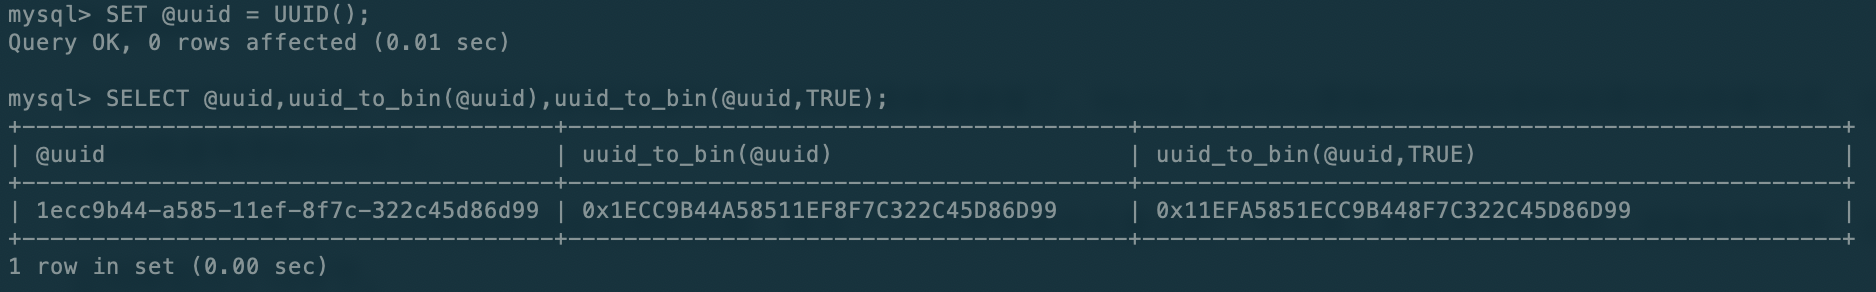 mysql> SET @uuid = UUID();
Query OK, 0 rows affected (0.01 sec)
mysql> SELECT @uuid,uuid_to_bin(@uuid),uuid_to_bin(@uuid,TRUE);
+--------------------------------------+----------------------------------------+--------------------------------------------------+
| @uuid | uuid_to_bin(@uuid) | uuid_to_bin(@uuid,TRUE) |
+--------------------------------------+----------------------------------------+--------------------------------------------------+
| 1ecc9b44-a585-11ef-8f7c-322c45d86d99 | 0x1ECC9B44A58511EF8F7C322C45D86D99 | 0x11EFA5851ECC9B448F7C322C45D86D99 |
+--------------------------------------+----------------------------------------+--------------------------------------------------+
1 row in set (0.00 sec)